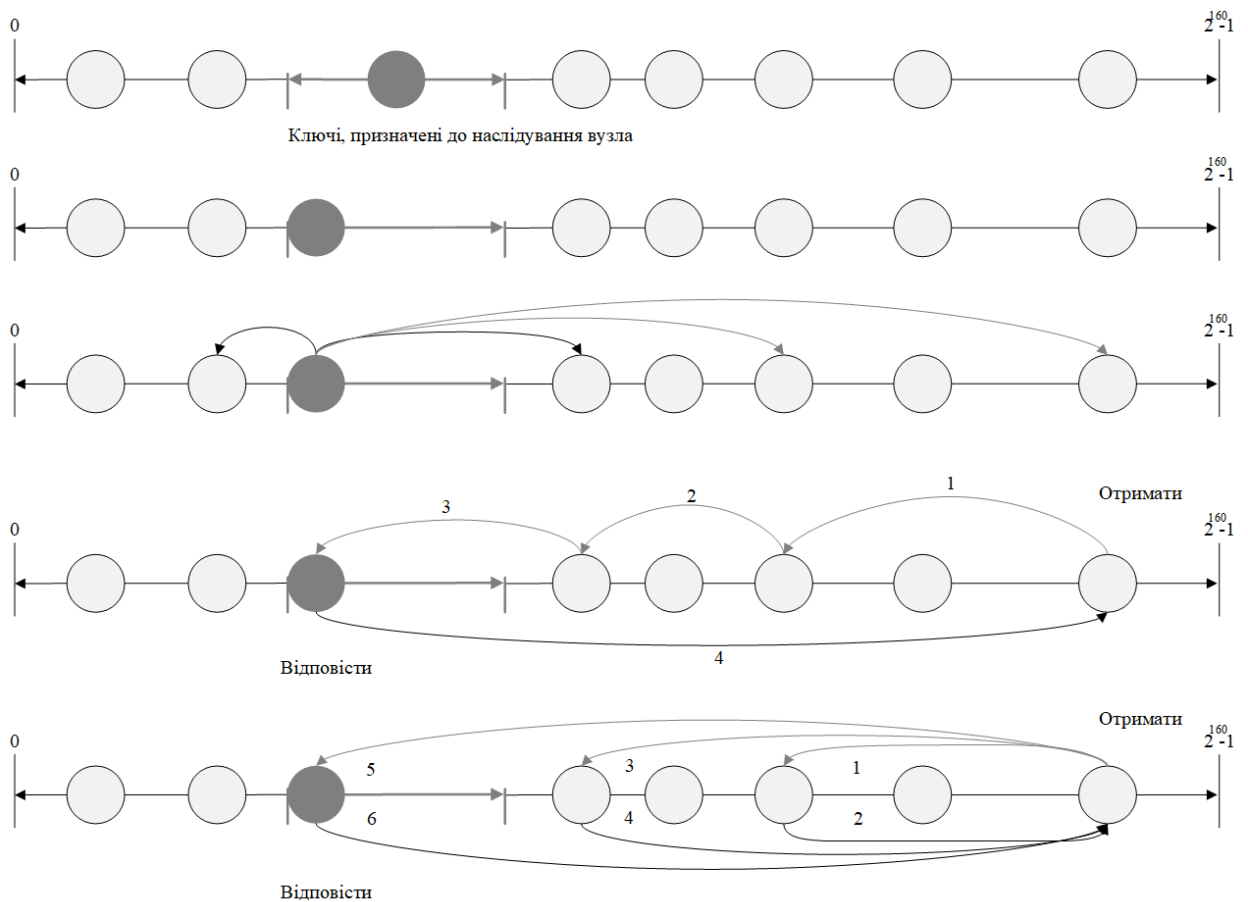 0 2^160-1
Ключі, призначені до наслідування вузла
0 2^160-1
0 2^160-1
3 2 1 Отримати
0 2^160-1
4
Відповісти
Отримати
0 2^160-1
5 3 1
6 4 2
Відповісти